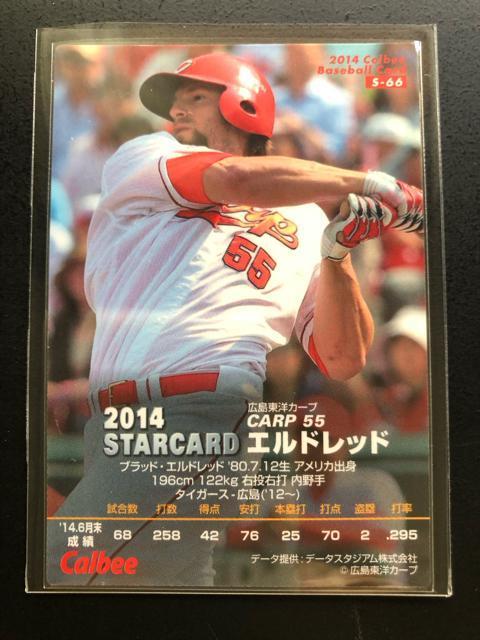 2014 Calbee
Baseball Card
S-66
55
2014
STARCARD
広島東洋カープ
CARP 55
エルドレッド
ブラッド・エルドレッド '80.7.12生 アメリカ出身
196cm 122kg 右投右打 内野手
タイガース-広島('12〜)
試合数 打数 得点 安打 本塁打 打点 盗塁 打率
'14.6月末
成績 68 258 42 76 25 70 2 .295
Calbee
データ提供:データスタジアム株式会社
© 広島東洋カープ